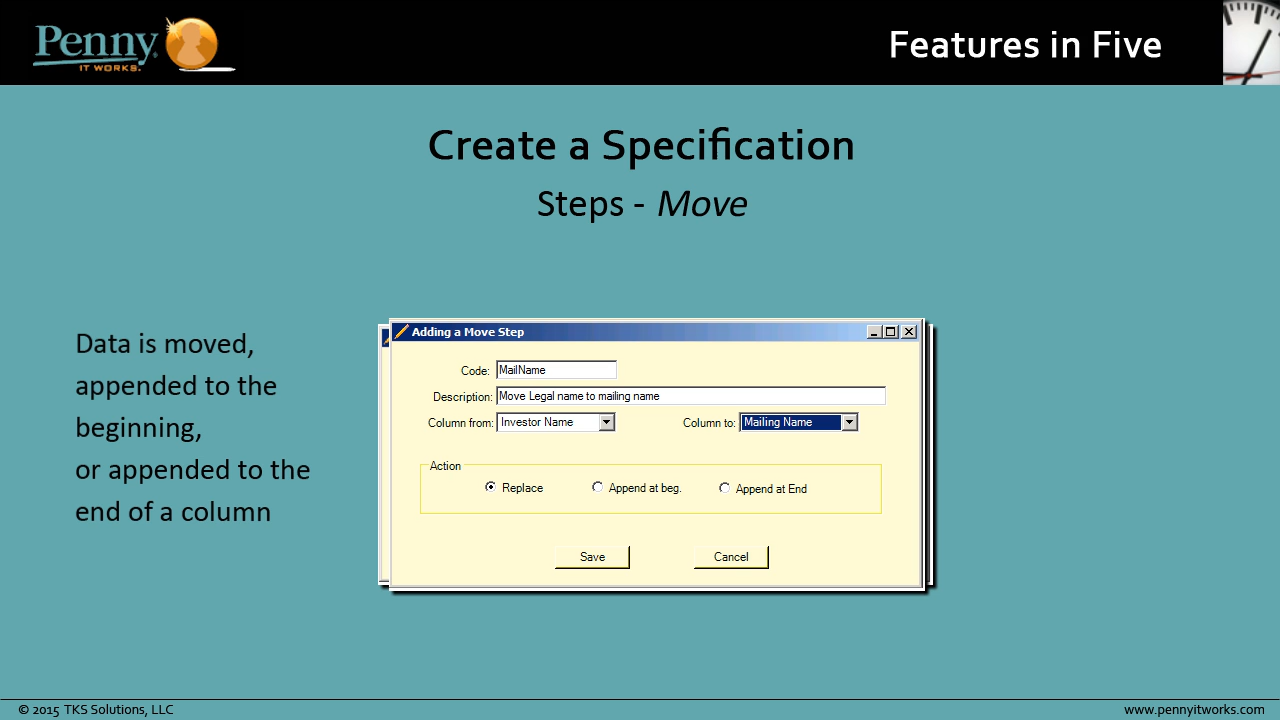 Penny®
IT WORKS.
Features in Five
Create a Specification
Steps - Move
Data is moved,
appended to the
beginning,
or appended to the
end of a column
Adding a Move Step
Code: MailName
Description: Move Legal name to mailing name
Column from: Investor Name Column to: Mailing Name
Action
Replace Append at beg. Append at End
Save Cancel
© 2015 TKS Solutions, LLC www.pennyitworks.com